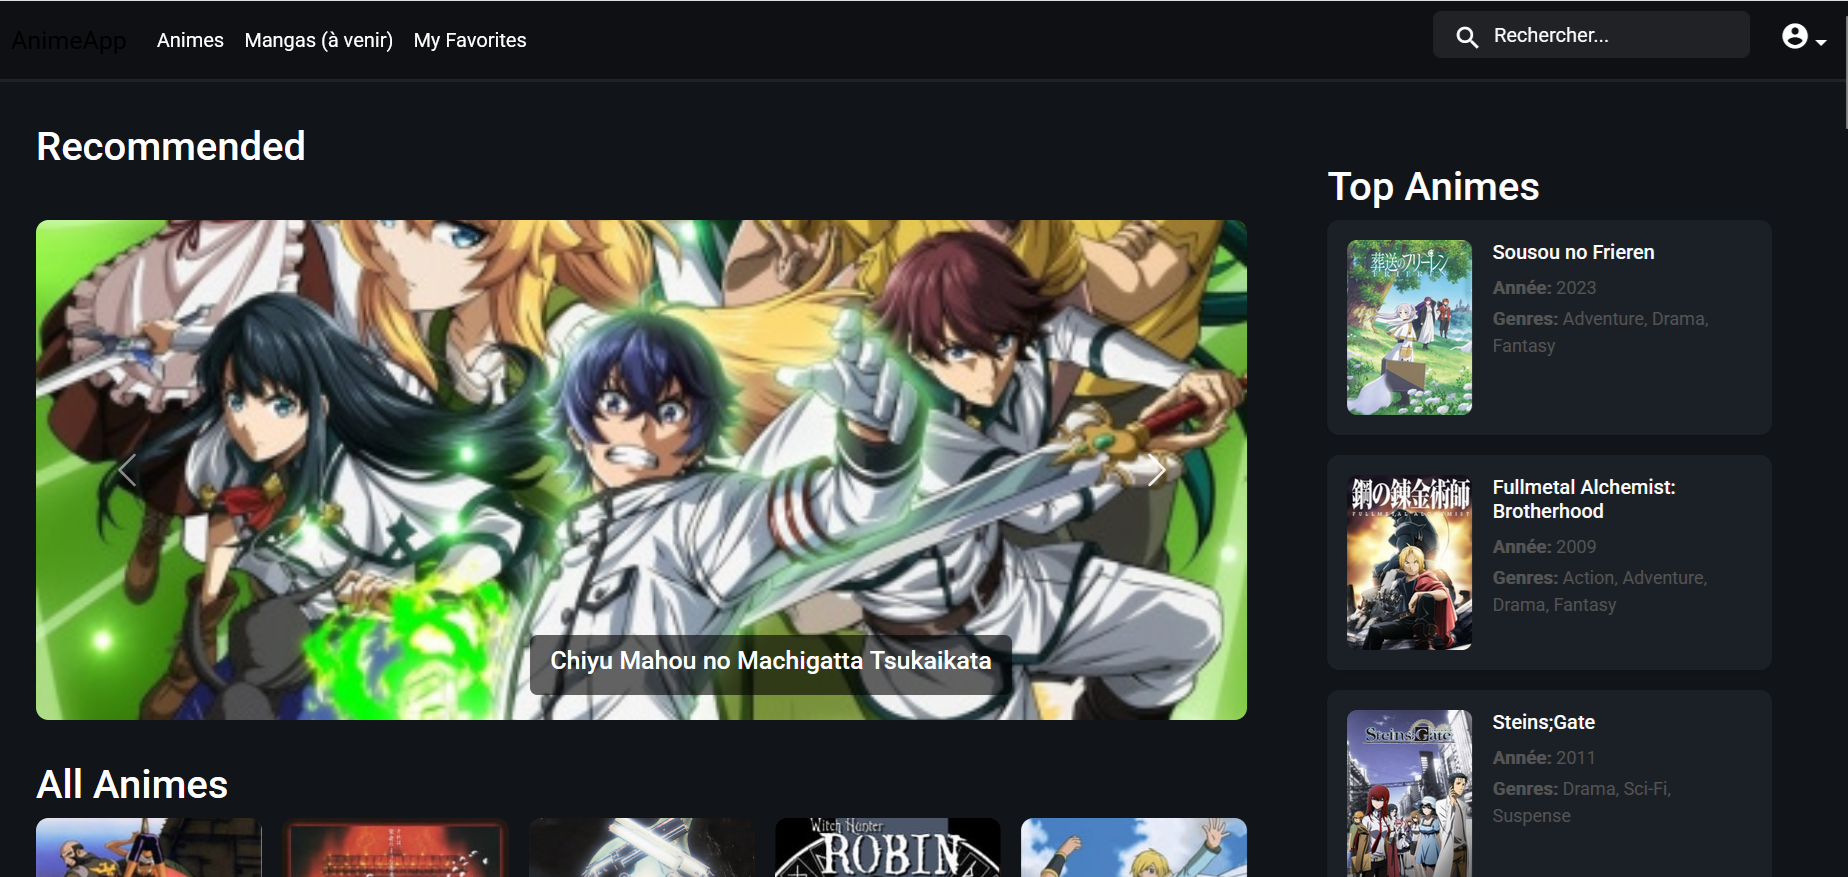 AnimeApp Animes Mangas (à venir) My Favorites Rechercher...
Recommended
Chiyu Mahou no Machigatta Tsukaikata
All Animes
Witch Hunter
ROBIN
Top Animes
葬送のフリーレン
FRIEREN
Sousou no Frieren
Année: 2023
Genres: Adventure, Drama,
Fantasy
鋼の錬金術師
FULLMETAL ALCHEMIST
Fullmetal Alchemist:
Brotherhood
Année: 2009
Genres: Action, Adventure,
Drama, Fantasy
Steins;Gate
Steins;Gate
Année: 2011
Genres: Drama, Sci-Fi,
Suspense